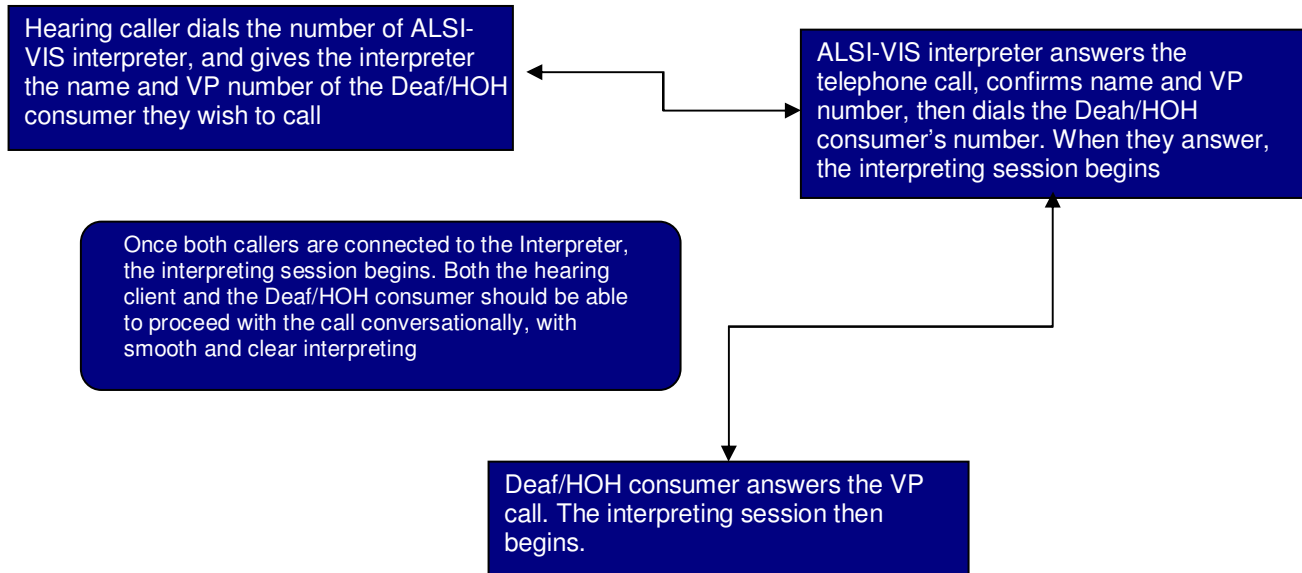 Hearing caller dials the number of ALSI-
VIS interpreter, and gives the interpreter
the name and VP number of the Deaf/HOH
consumer they wish to call
ALSI-VIS interpreter answers the
telephone call, confirms name and VP
number, then dials the Deah/HOH
consumer’s number. When they answer,
the interpreting session begins
Once both callers are connected to the Interpreter,
the interpreting session begins. Both the hearing
client and the Deaf/HOH consumer should be able
to proceed with the call conversationally, with
smooth and clear interpreting
Deaf/HOH consumer answers the VP
call. The interpreting session then
begins.